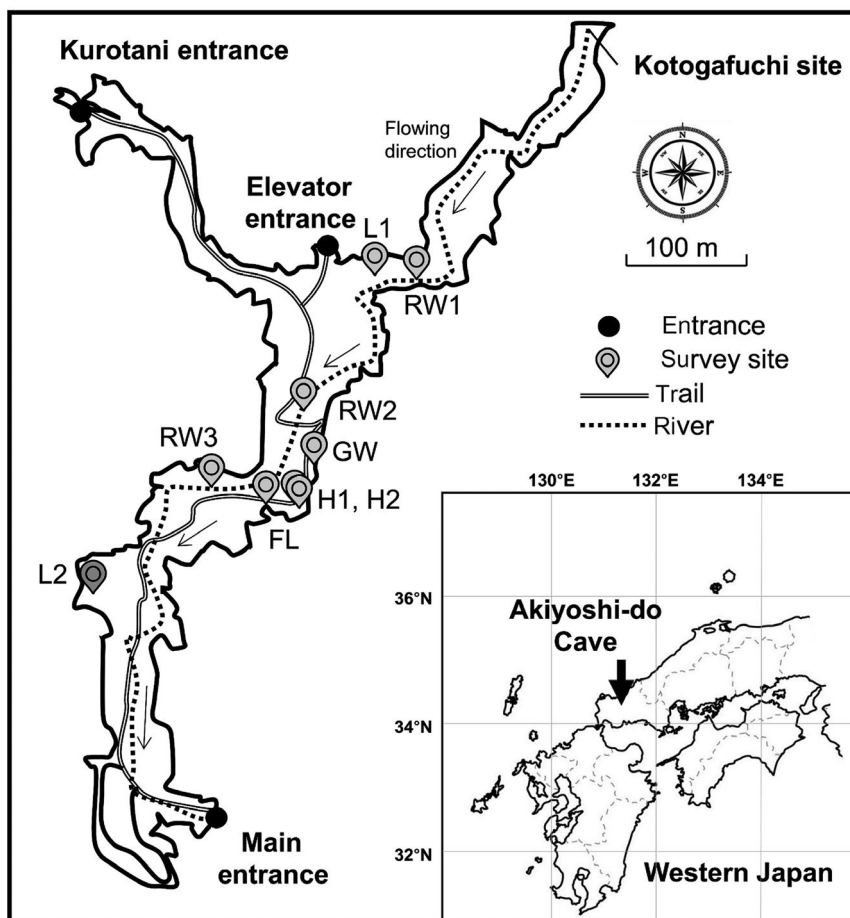 Kurotani entrance
Kotogafuchi site
Flowing
direction
N
W
E
S
Elevator
entrance
L1
100 m
RW1
Entrance
Survey site
Trail
River
RW2
RW3
GW
H1, H2
FL
L2
130°E
132°E
134°E
36°N
Akiyoshi-do
Cave
34°N
32°N
Main
entrance
Western Japan